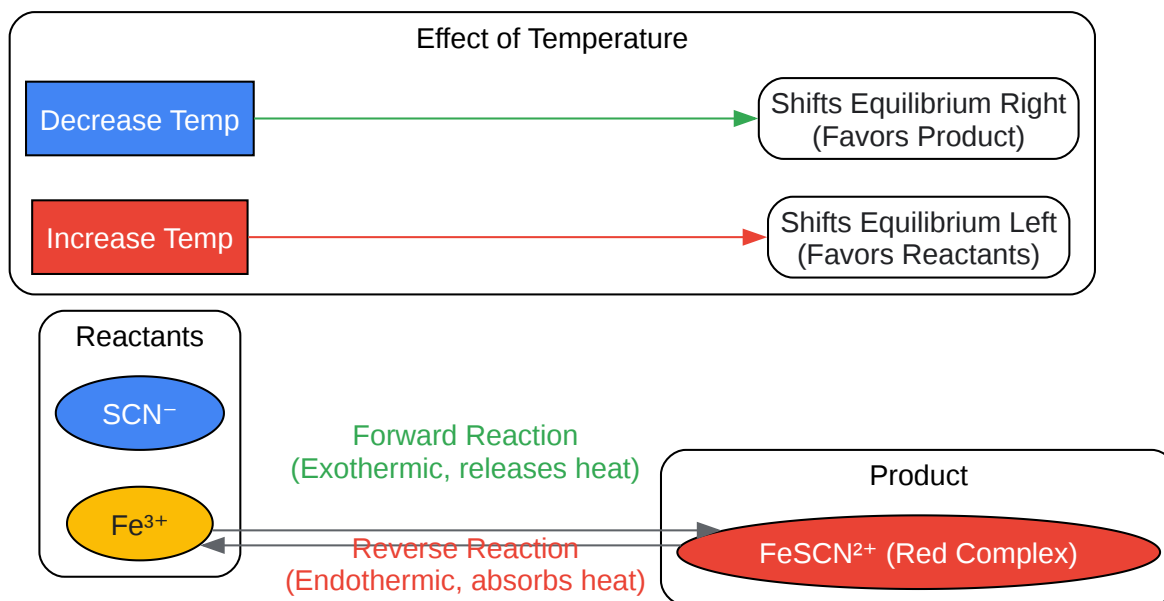 Effect of Temperature
Decrease Temp
Shifts Equilibrium Right
(Favors Product)
Increase Temp
Shifts Equilibrium Left
(Favors Reactants)
Reactants
SCN⁻
Forward Reaction
(Exothermic, releases heat)
Product
Fe³⁺
Reverse Reaction
(Endothermic, absorbs heat)
FeSCN²⁺ (Red Complex)